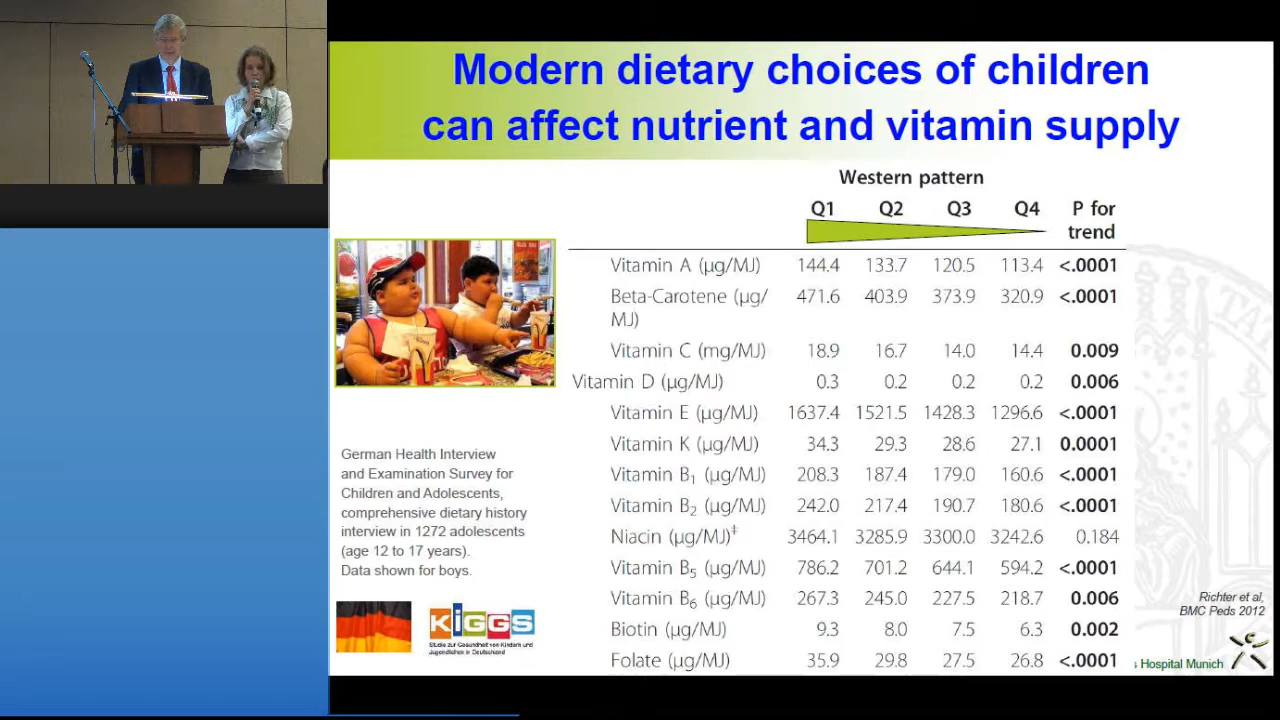 Modern dietary choices of children
can affect nutrient and vitamin supply
Western pattern
Q1 Q2 Q3 Q4 P for
trend
Vitamin A (μg/MJ) 144.4 133.7 120.5 113.4 <.0001
Beta-Carotene (μg/ 471.6 403.9 373.9 320.9 <.0001
MJ)
Vitamin C (mg/MJ) 18.9 16.7 14.0 14.4 0.009
Vitamin D (μg/MJ) 0.3 0.2 0.2 0.2 0.006
Vitamin E (μg/MJ) 1637.4 1521.5 1428.3 1296.6 <.0001
Vitamin K (μg/MJ) 34.3 29.3 28.6 27.1 0.0001
Vitamin B₁ (μg/MJ) 208.3 187.4 179.0 160.6 <.0001
Vitamin B₂ (μg/MJ) 242.0 217.4 190.7 180.6 <.0001
Niacin (μg/MJ)‡ 3464.1 3285.9 3300.0 3242.6 0.184
Vitamin B₅ (μg/MJ) 786.2 701.2 644.1 594.2 <.0001
Vitamin B₆ (μg/MJ) 267.3 245.0 227.5 218.7 0.006
Biotin (μg/MJ) 9.3 8.0 7.5 6.3 0.002
Folate (μg/MJ) 35.9 29.8 27.5 26.8 <.0001
German Health Interview
and Examination Survey for
Children and Adolescents,
comprehensive dietary history
interview in 1272 adolescents
(age 12 to 17 years).
Data shown for boys.
KiGGS
Studie zur Gesundheit von Kindern und
Jugendlichen in Deutschland
Richter et al,
BMC Peds 2012
s Hospital Munich